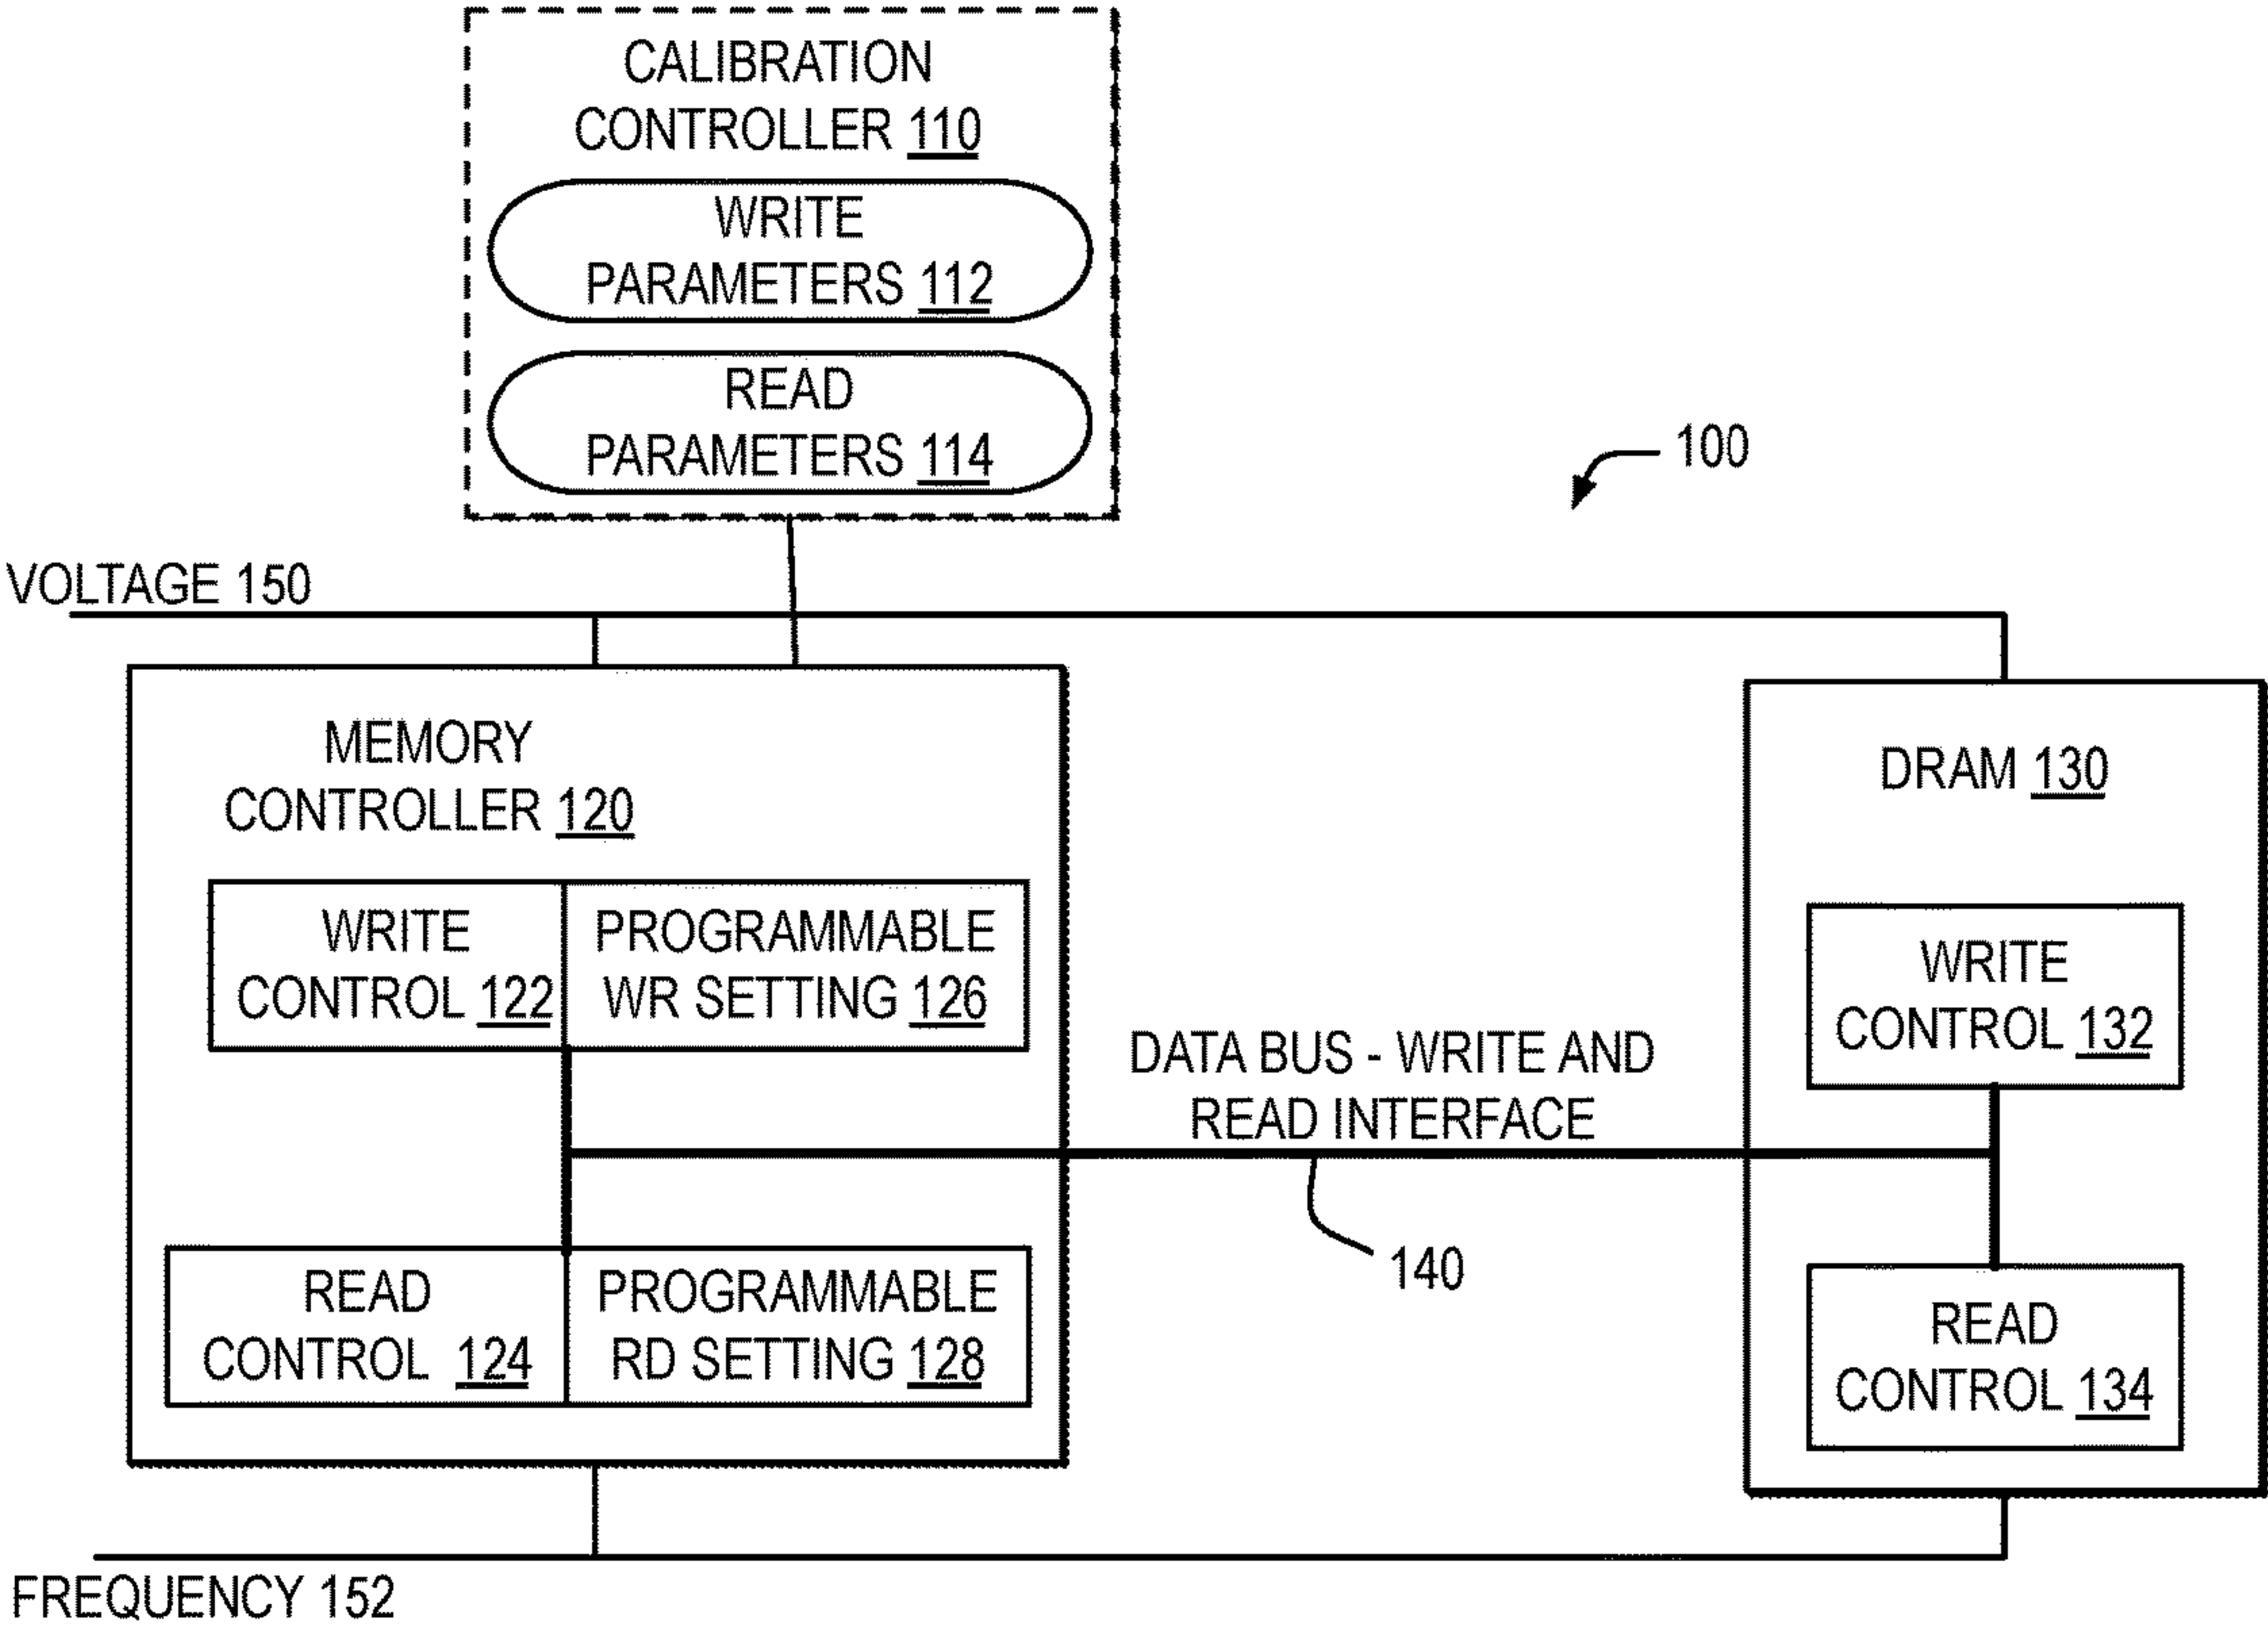 CALIBRATION
CONTROLLER 110
WRITE
PARAMETERS 112
READ
PARAMETERS 114
100
VOLTAGE 150
MEMORY
CONTROLLER 120
WRITE
CONTROL 122
PROGRAMMABLE
WR SETTING 126
READ
CONTROL 124
PROGRAMMABLE
RD SETTING 128
DATA BUS - WRITE AND
READ INTERFACE
140
DRAM 130
WRITE
CONTROL 132
READ
CONTROL 134
FREQUENCY 152